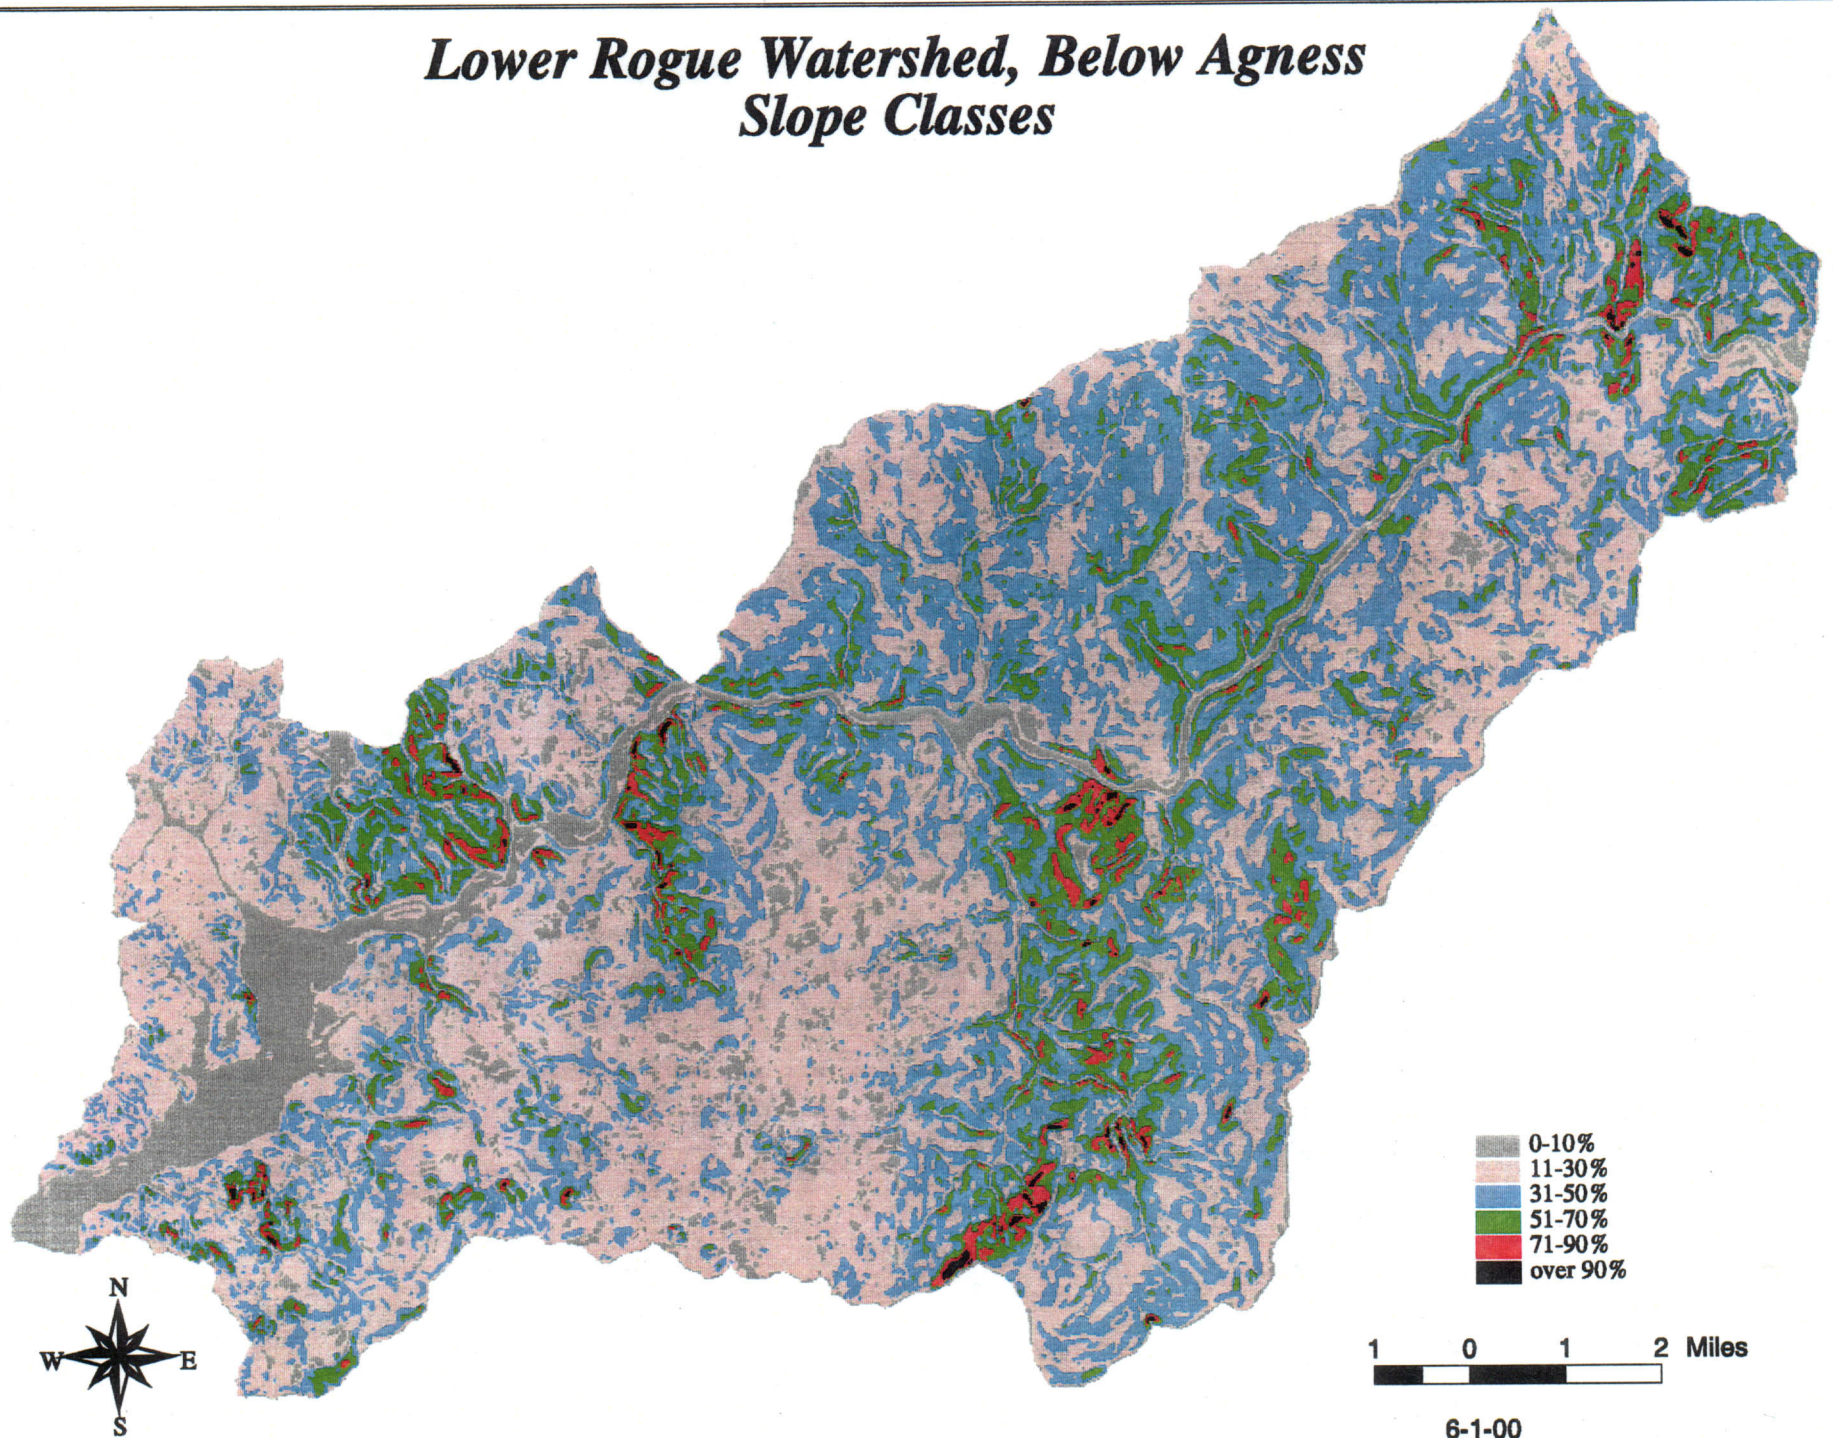 Lower Rogue Watershed, Below Agness
Slope Classes
0-10%
11-30%
31-50%
51-70%
71-90%
over 90%
N
W E
S
1 0 1 2 Miles
6-1-00